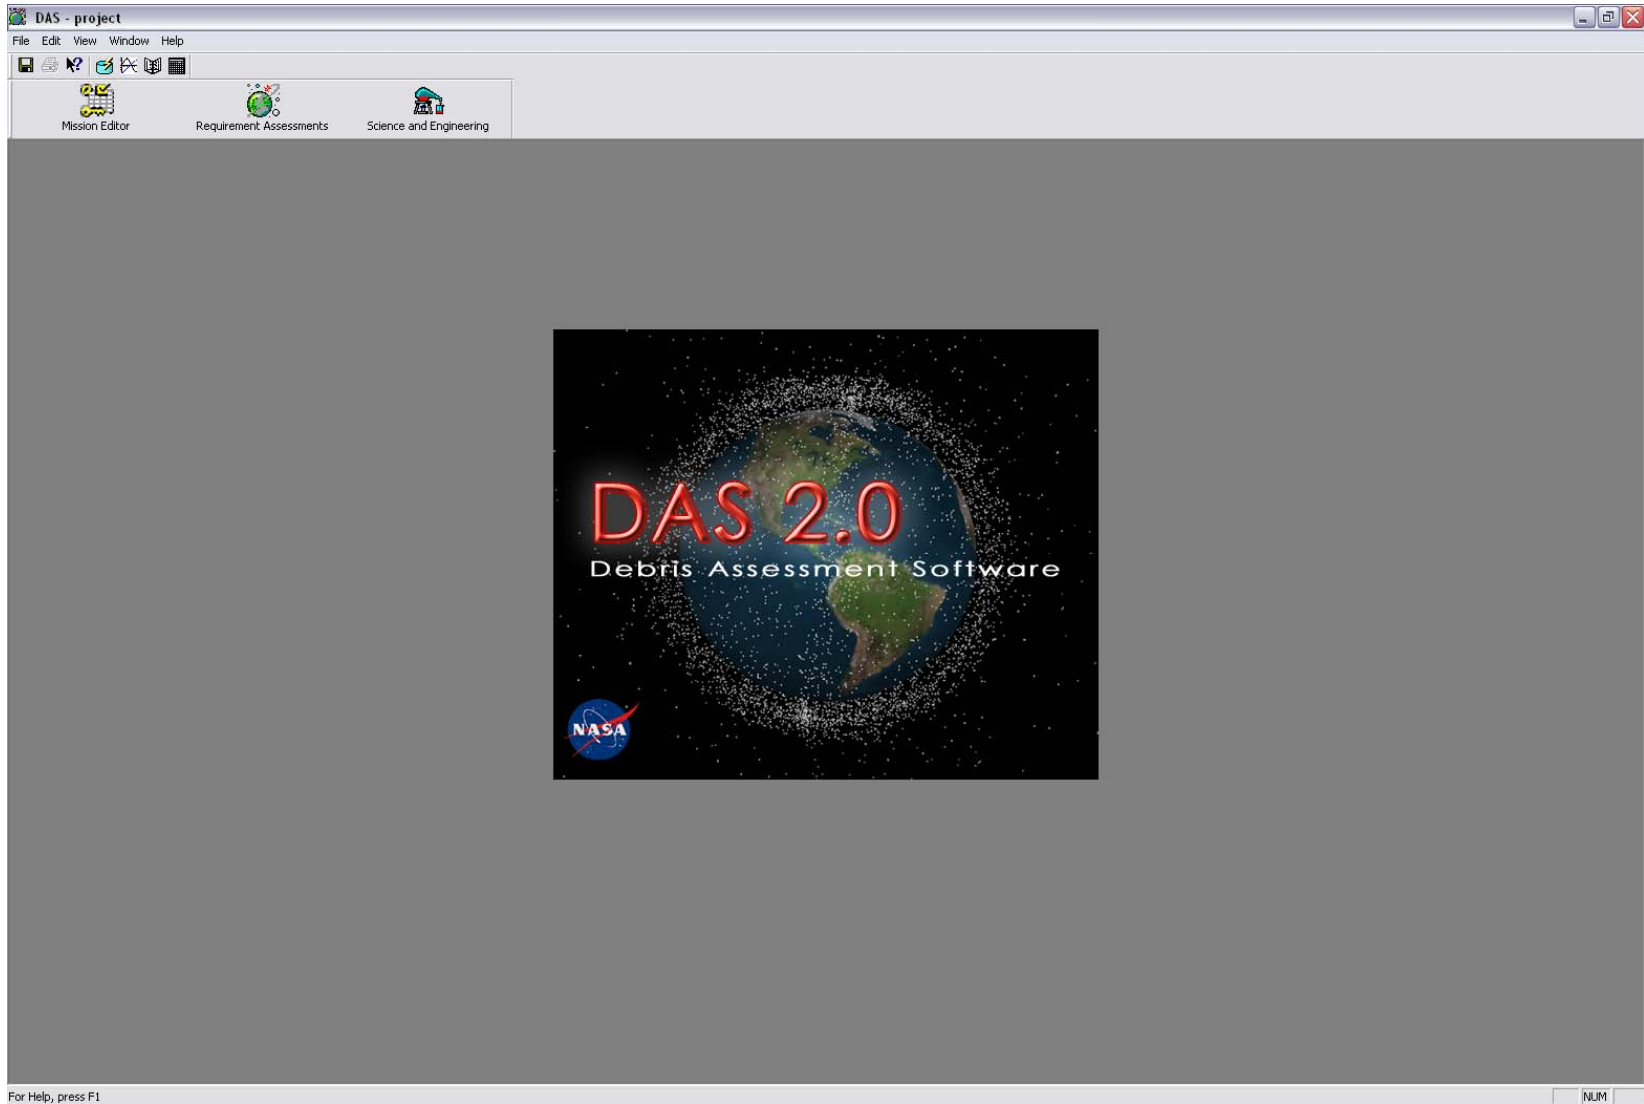 DAS - project
File Edit View Window Help
Mission Editor Requirement Assessments Science and Engineering
DAS 2.0
Debris Assessment Software
NASA
For Help, press F1 NUM